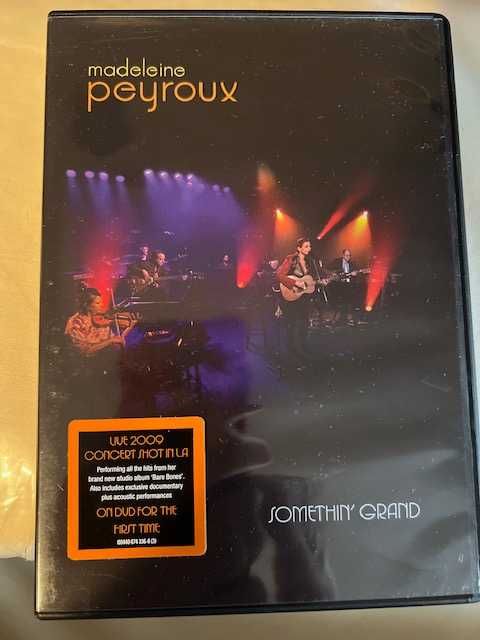 madeleine
peyroux
LIVE 2009
CONCERT SHOT IN LA
Performing all the hits from her
brand new studio album 'Bare Bones'.
Also includes exclusive documentary
plus acoustic performances
ON DVD FOR THE
FIRST TIME
SOMETHIN' GRAND